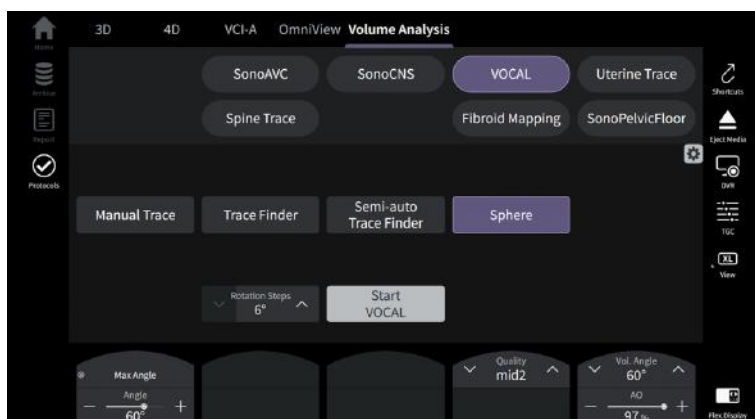 Home
3D 4D VCI-A OmniView Volume Analysis
SonoAVC SonoCNS VOCAL Uterine Trace
Shortcuts
Archive
Spine Trace Fibroid Mapping SonoPelvicFloor
Report
Eject Media
Protocols
DVR
Manual Trace Trace Finder Semi-auto Trace Finder Sphere
TGC
XL
View
Rotation Steps
6°
Start
VOCAL
Max Angle
Angle
60°
Quality
mid2
Vol. Angle
60°
AO
97 %
Flex.Display